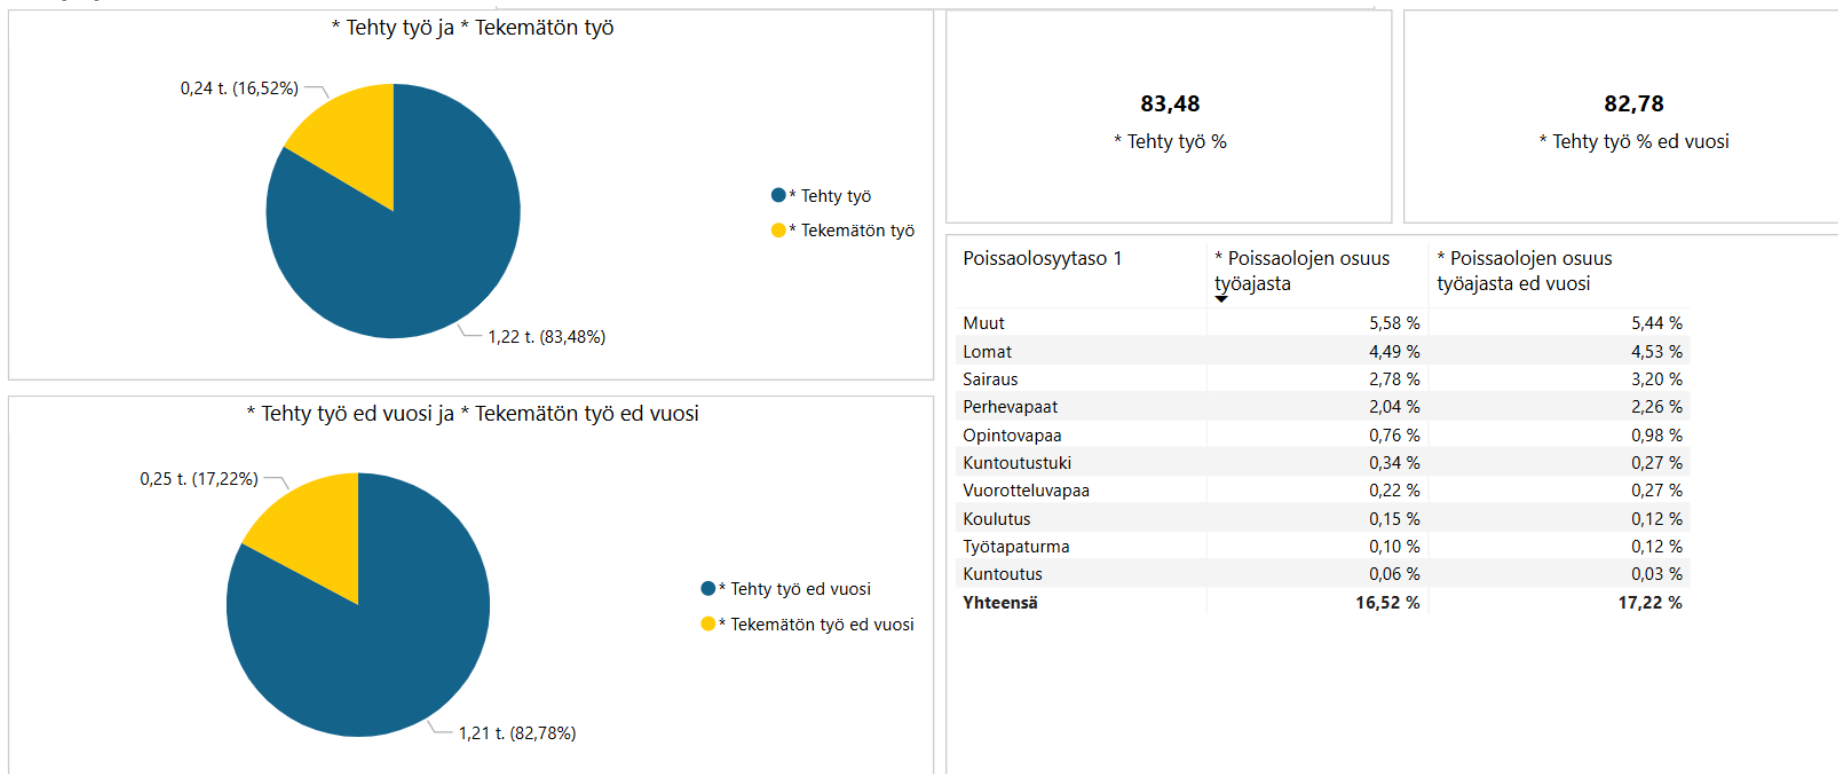 * Tehty työ ja * Tekemätön työ
0,24 t. (16,52%)
* Tehty työ
* Tekemätön työ
1,22 t. (83,48%)
* Tehty työ ed vuosi ja * Tekemätön työ ed vuosi
0,25 t. (17,22%)
* Tehty työ ed vuosi
* Tekemätön työ ed vuosi
1,21 t. (82,78%)
83,48
* Tehty työ %
82,78
* Tehty työ % ed vuosi
Poissaolosyytaso 1 * Poissaolojen osuus * Poissaolojen osuus
työajasta työajasta ed vuosi
Muut 5,58 % 5,44 %
Lomat 4,49 % 4,53 %
Sairaus 2,78 % 3,20 %
Perhevapaat 2,04 % 2,26 %
Opintovapaa 0,76 % 0,98 %
Kuntoutustuki 0,34 % 0,27 %
Vuorotteluvapaa 0,22 % 0,27 %
Koulutus 0,15 % 0,12 %
Työtapaturma 0,10 % 0,12 %
Kuntoutus 0,06 % 0,03 %
Yhteensä 16,52 % 17,22 %